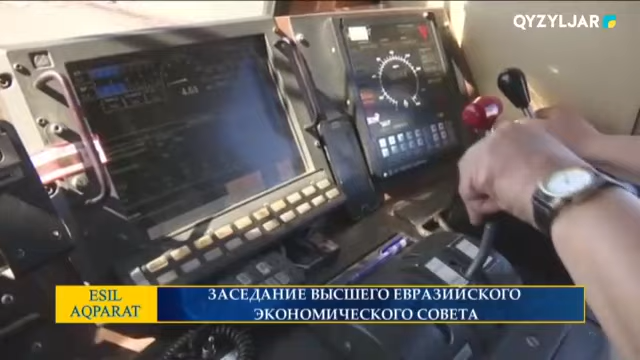 QYZYLJAR
ESIL
AQPARAT
ЗАСЕДАНИЕ ВЫСШЕГО ЕВРАЗИЙСКОГО
ЭКОНОМИЧЕСКОГО СОВЕТА